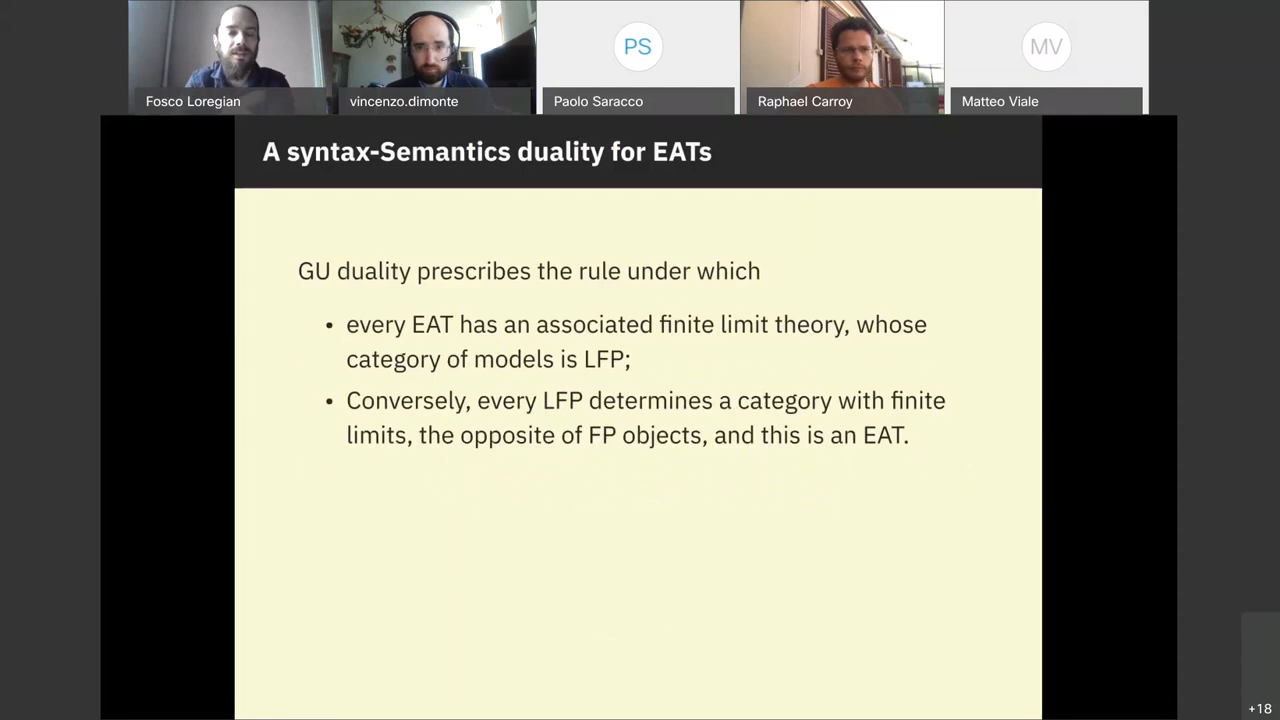 PS
MV
Fosco Loregian
vincenzo.dimonte
Paolo Saracco
Raphael Carroy
Matteo Viale
A syntax-Semantics duality for EATs
GU duality prescribes the rule under which
• every EAT has an associated finite limit theory, whose
category of models is LFP;
• Conversely, every LFP determines a category with finite
limits, the opposite of FP objects, and this is an EAT.
+18